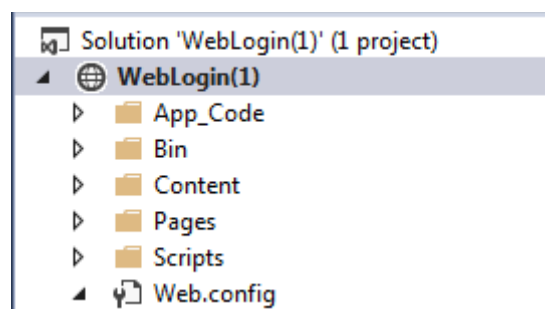 Solution 'WebLogin(1)' (1 project)
WebLogin(1)
App_Code
Bin
Content
Pages
Scripts
Web.config